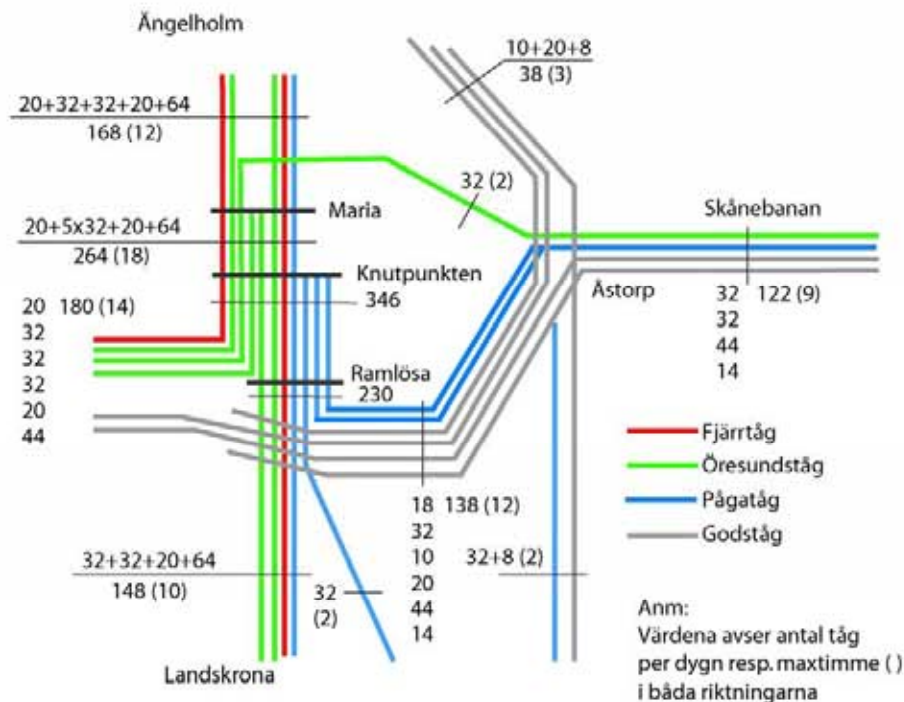 Ängelholm
10+20+8
38 (3)
20+32+32+20+64
168 (12)
32 (2)
Maria
Skånebanan
20+5x32+20+64
264 (18)
Knutpunkten
346
Åstorp
20 180 (14)
32
32
32
20
44
32 122 (9)
32
44
14
Ramlösa
230
Fjärrtåg
Öresundståg
Pågatåg
Godståg
18 138 (12)
32
10
20
44
14
32+8 (2)
32+32+20+64
148 (10)
32
(2)
Landskrona
Anm:
Värdena avser antal tåg
per dygn resp. maxtimme ( )
i båda riktningarna